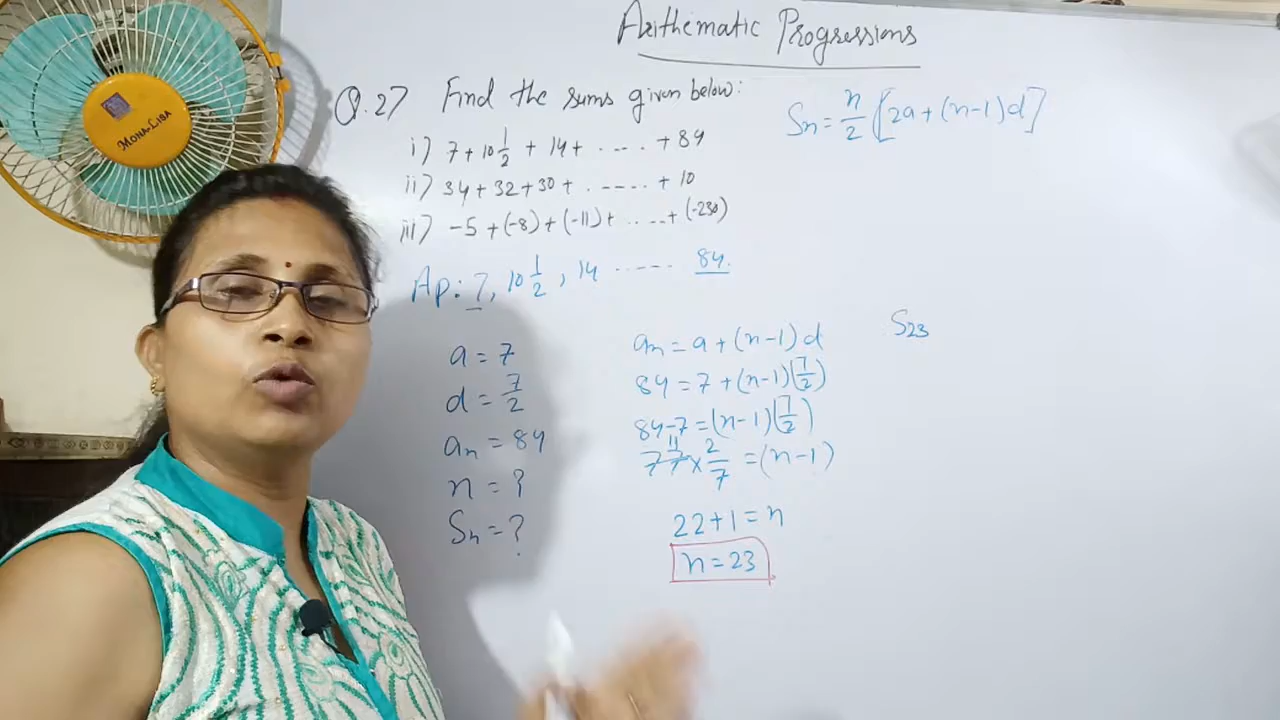 Arithematic Progressions
Q.27 Find the sums given below:
i) 7 + 10 1/2 + 14 + ..... + 84
ii) 34 + 32 + 30 + ...... + 10
iii) -5 + (-8) + (-11) + ..... + (-230)
Sn = n/2 [2a + (n-1)d]
Ap: 7, 10 1/2, 14 ...... 84.
a = 7
d = 7/2
an = 84
n = ?
Sn = ?
an = a + (n-1)d
84 = 7 + (n-1)(7/2)
84-7 = (n-1)(7/2)
77 11 × 2/7 = (n-1)
22+1 = n
n = 23
S23
MONA-LISA